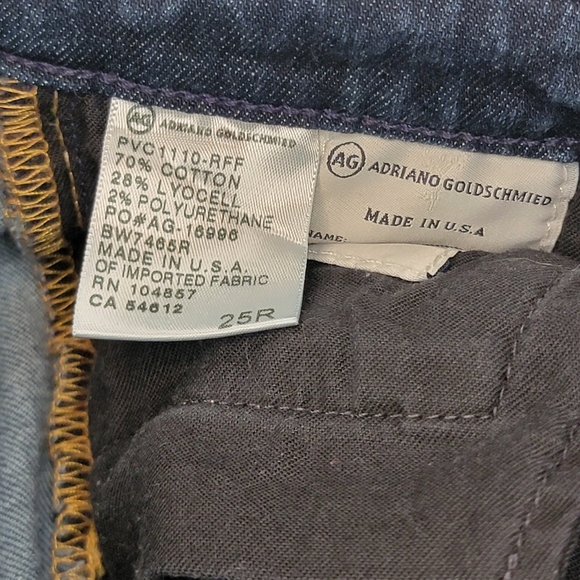 AG ADRIANO GOLDSCHMIED
PVC1110-RFF
70% COTTON
28% LYOCELL
2% POLYURETHANE
PO#AG-16996
BW7465R
MADE IN U.S.A.
OF IMPORTED FABRIC
RN 104857
CA 54612
25R
AG ADRIANO GOLDSCHMIED
MADE IN U.S.A
NAME: